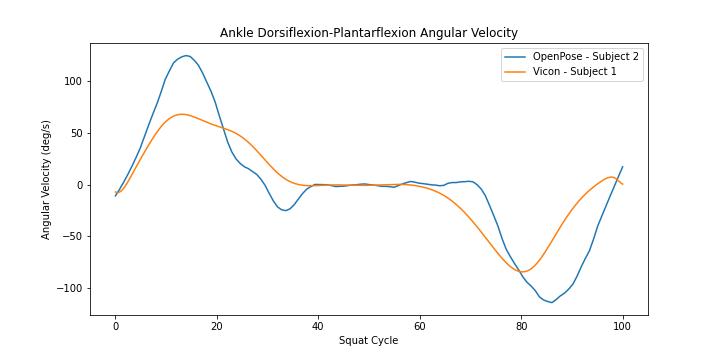 Ankle Dorsiflexion-Plantarflexion Angular Velocity
OpenPose - Subject 2
Vicon - Subject 1
Angular Velocity (deg/s)
100
50
0
−50
−100
0 20 40 60 80 100
Squat Cycle